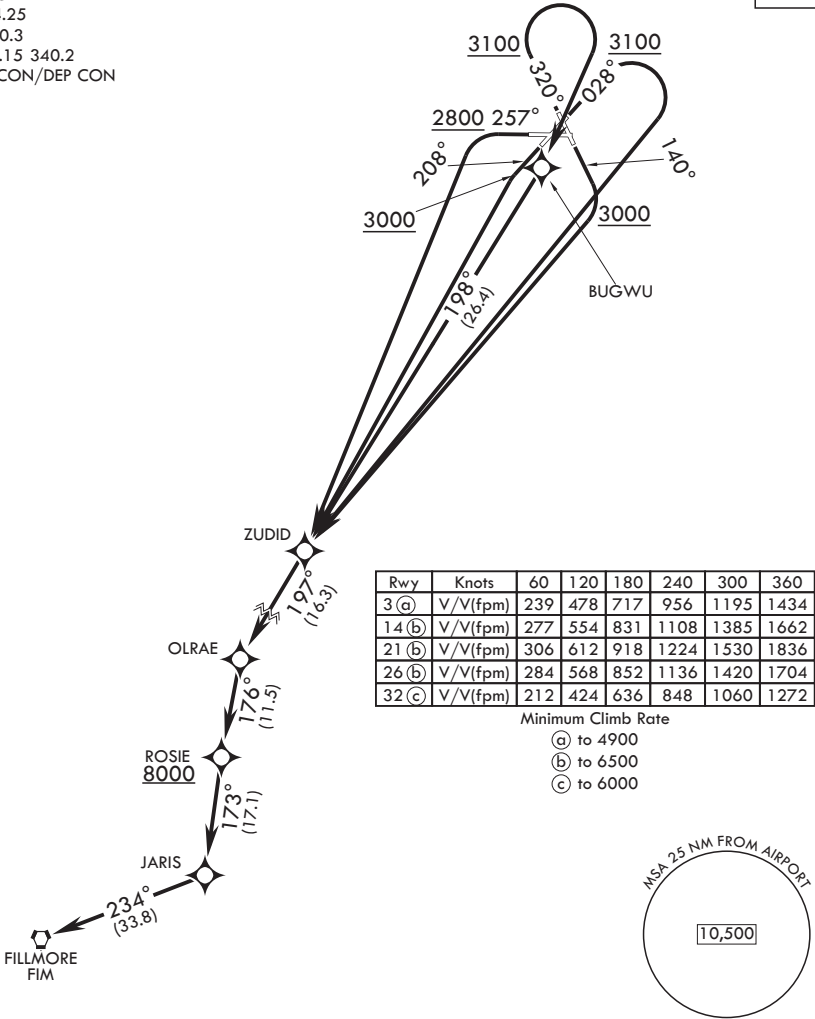 .25
0.3
.15 340.2
CON/DEP CON
3100
3100
320°
028°
2800 257°
208°
140°
3000
3000
198°
(26.4)
BUGWU
ZUDID
197°
(16.3)
OLRAE
176°
(11.5)
ROSIE
8000
173°
(17.1)
JARIS
234°
(33.8)
FILLMORE
FIM
Rwy Knots 60 120 180 240 300 360
3 ⓐ V/V(fpm) 239 478 717 956 1195 1434
14 ⓑ V/V(fpm) 277 554 831 1108 1385 1662
21 ⓑ V/V(fpm) 306 612 918 1224 1530 1836
26 ⓑ V/V(fpm) 284 568 852 1136 1420 1704
32 ⓒ V/V(fpm) 212 424 636 848 1060 1272
Minimum Climb Rate
ⓐ to 4900
ⓑ to 6500
ⓒ to 6000
MSA 25 NM FROM AIRPORT
10,500